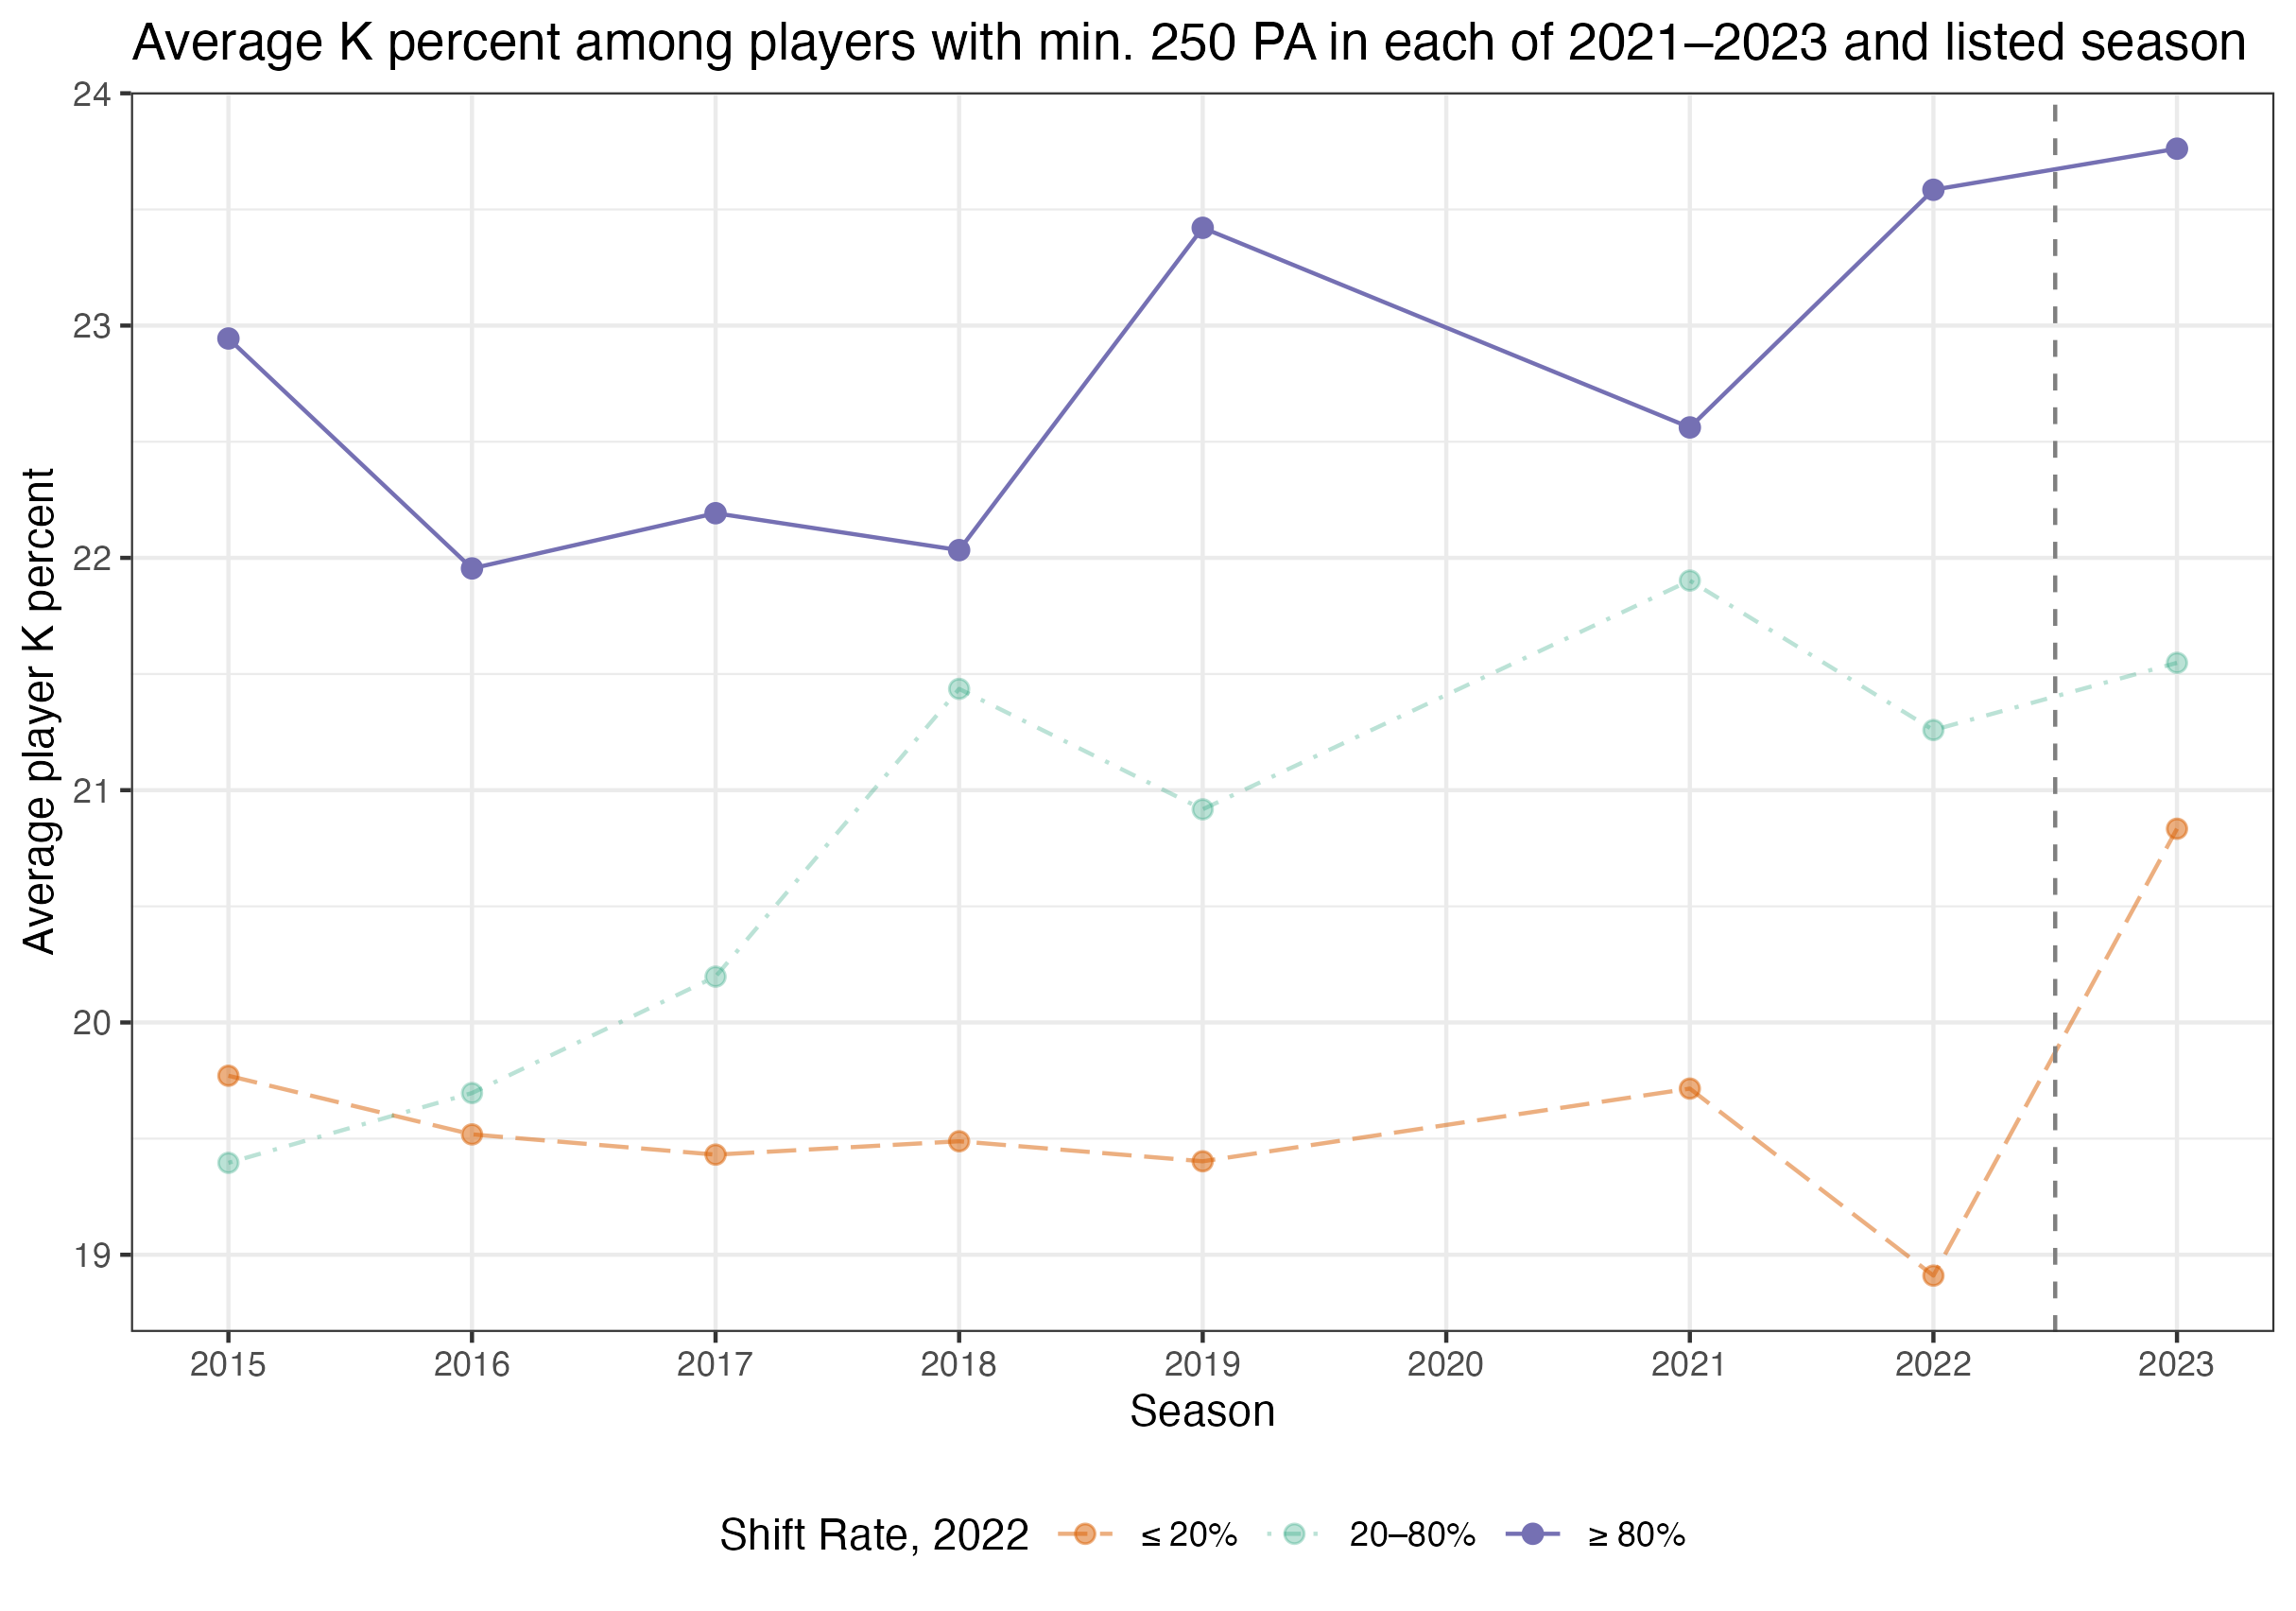 Average K percent among players with min. 250 PA in each of 2021–2023 and listed season
Average player K percent
24
23
22
21
20
19
2015 2016 2017 2018 2019 2020 2021 2022 2023
Season
Shift Rate, 2022 ≤ 20% 20–80% ≥ 80%